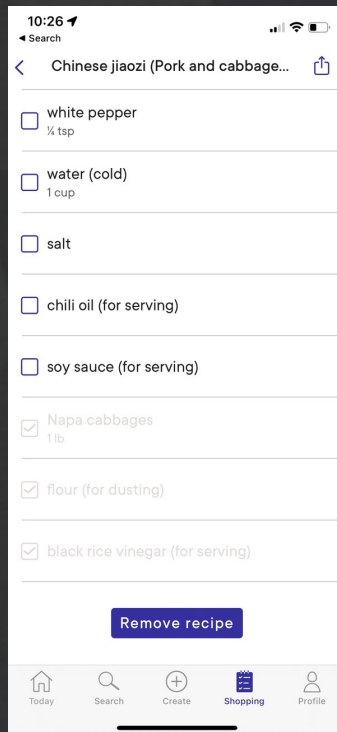 10:26
◀ Search
Chinese jiaozi (Pork and cabbage...
white pepper
¼ tsp
water (cold)
1 cup
salt
chili oil (for serving)
soy sauce (for serving)
Napa cabbages
1 lb
flour (for dusting)
black rice vinegar (for serving)
Remove recipe
Today Search Create Shopping Profile